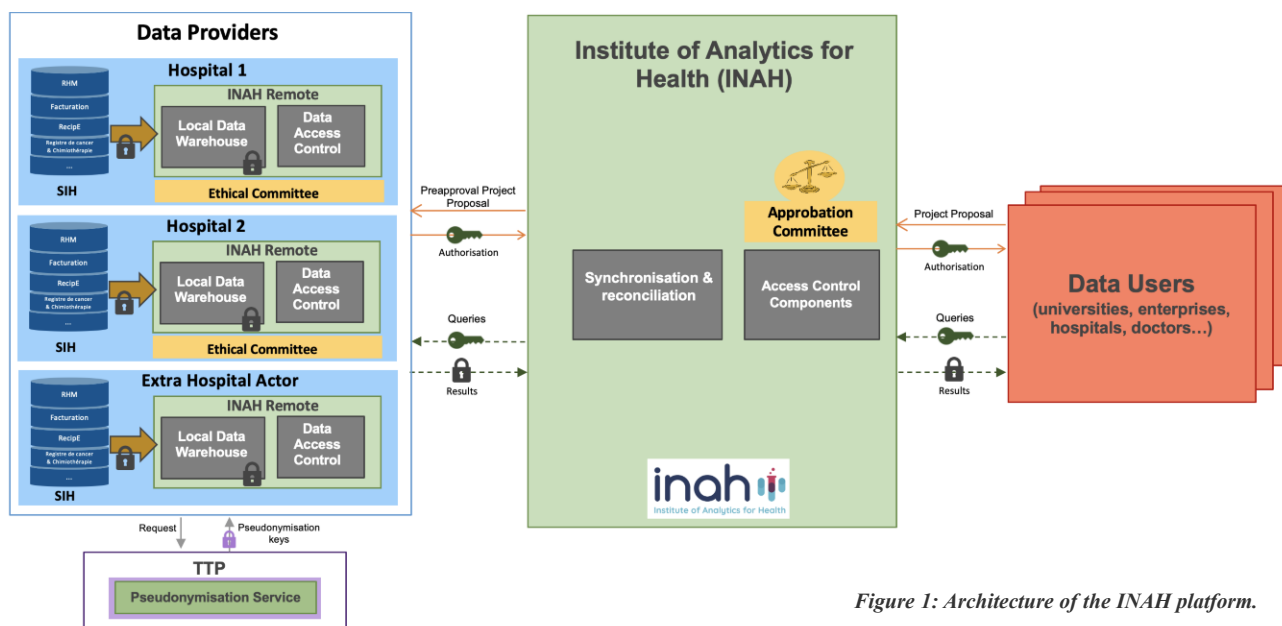 Data Providers
Hospital 1
RHM
Facturation
RecipE
Registre de cancer
& Chimiothérapie
....
SIH
INAH Remote
Local Data
Warehouse
Data
Access
Control
Ethical Committee
Hospital 2
RHM
Facturation
RecipE
Registre de cancer
& Chimiothérapie
....
SIH
INAH Remote
Local Data
Warehouse
Data
Access
Control
Ethical Committee
Extra Hospital Actor
RHM
Facturation
RecipE
Registre de cancer
& Chimiothérapie
....
SIH
INAH Remote
Local Data
Warehouse
Data
Access
Control
Request
Pseudonymisation
keys
TTP
Pseudonymisation Service
Preapproval Project
Proposal
Authorisation
Queries
Results
Institute of Analytics for
Health (INAH)
Approbation
Committee
Synchronisation &
reconciliation
Access Control
Components
inah
Institute of Analytics for Health
Project Proposal
Authorisation
Queries
Results
Data Users
(universities, enterprises,
hospitals, doctors…)
Figure 1: Architecture of the INAH platform.